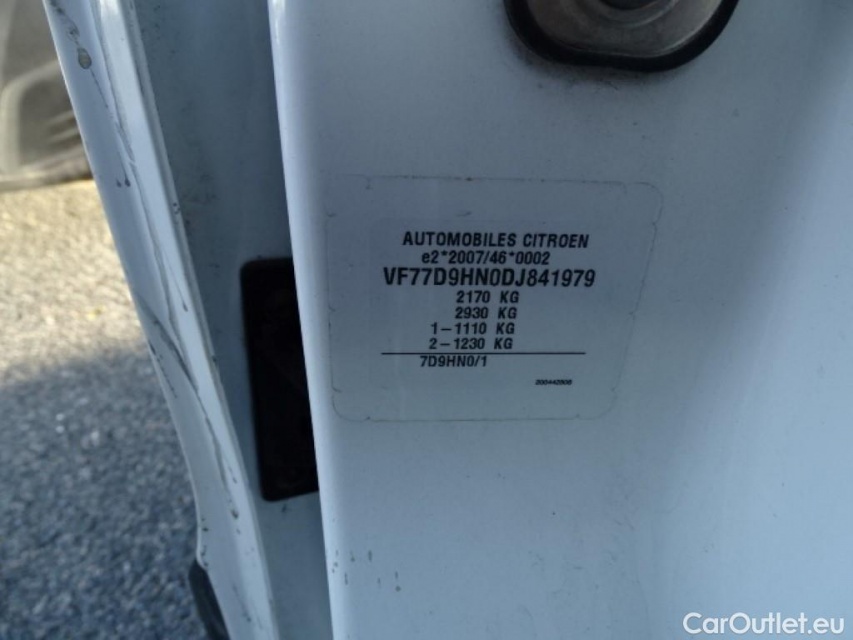 AUTOMOBILES CITROEN
e2*2007/46*0002
VF77D9HN0DJ841979
2170 KG
2930 KG
1-1110 KG
2-1230 KG
7D9HN0/1
CarOutlet.eu